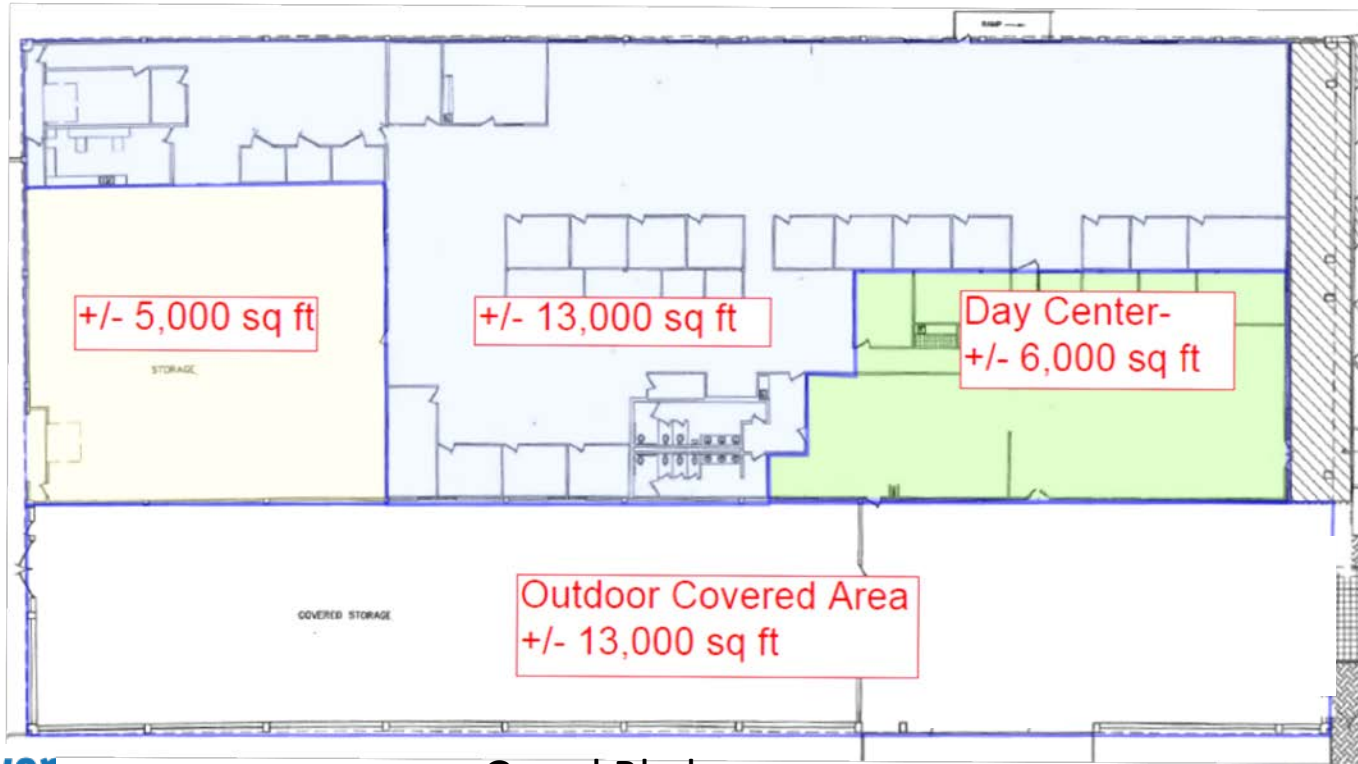 RAMP
+/- 5,000 sq ft
+/- 13,000 sq ft
Day Center-
+/- 6,000 sq ft
STORAGE
Outdoor Covered Area
+/- 13,000 sq ft
COVERED STORAGE